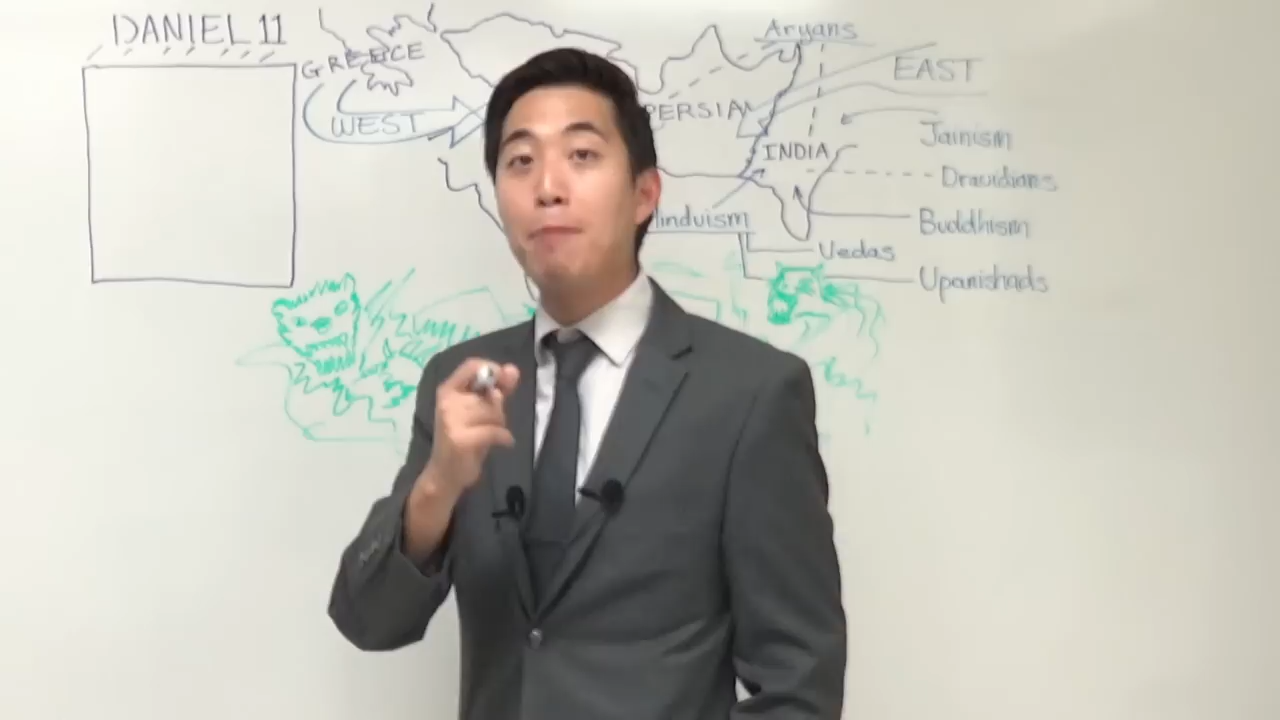 DANIEL 11
GREECE
WEST
PERSIA
Aryans
EAST
INDIA
Jainism
Dravidians
Hinduism
Buddhism
Vedas
Upanishads